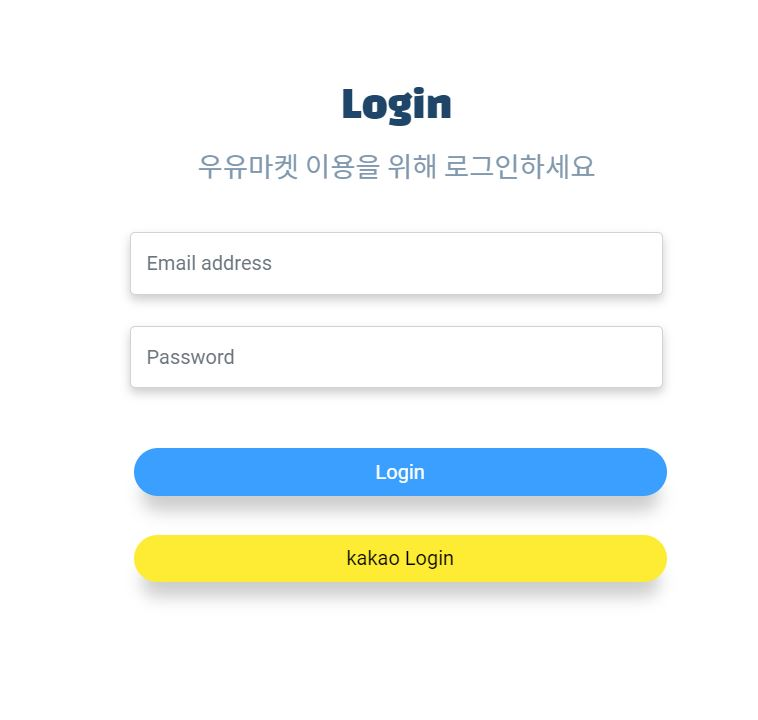 Login
우유마켓 이용을 위해 로그인하세요
Email address
Password
Login
kakao Login